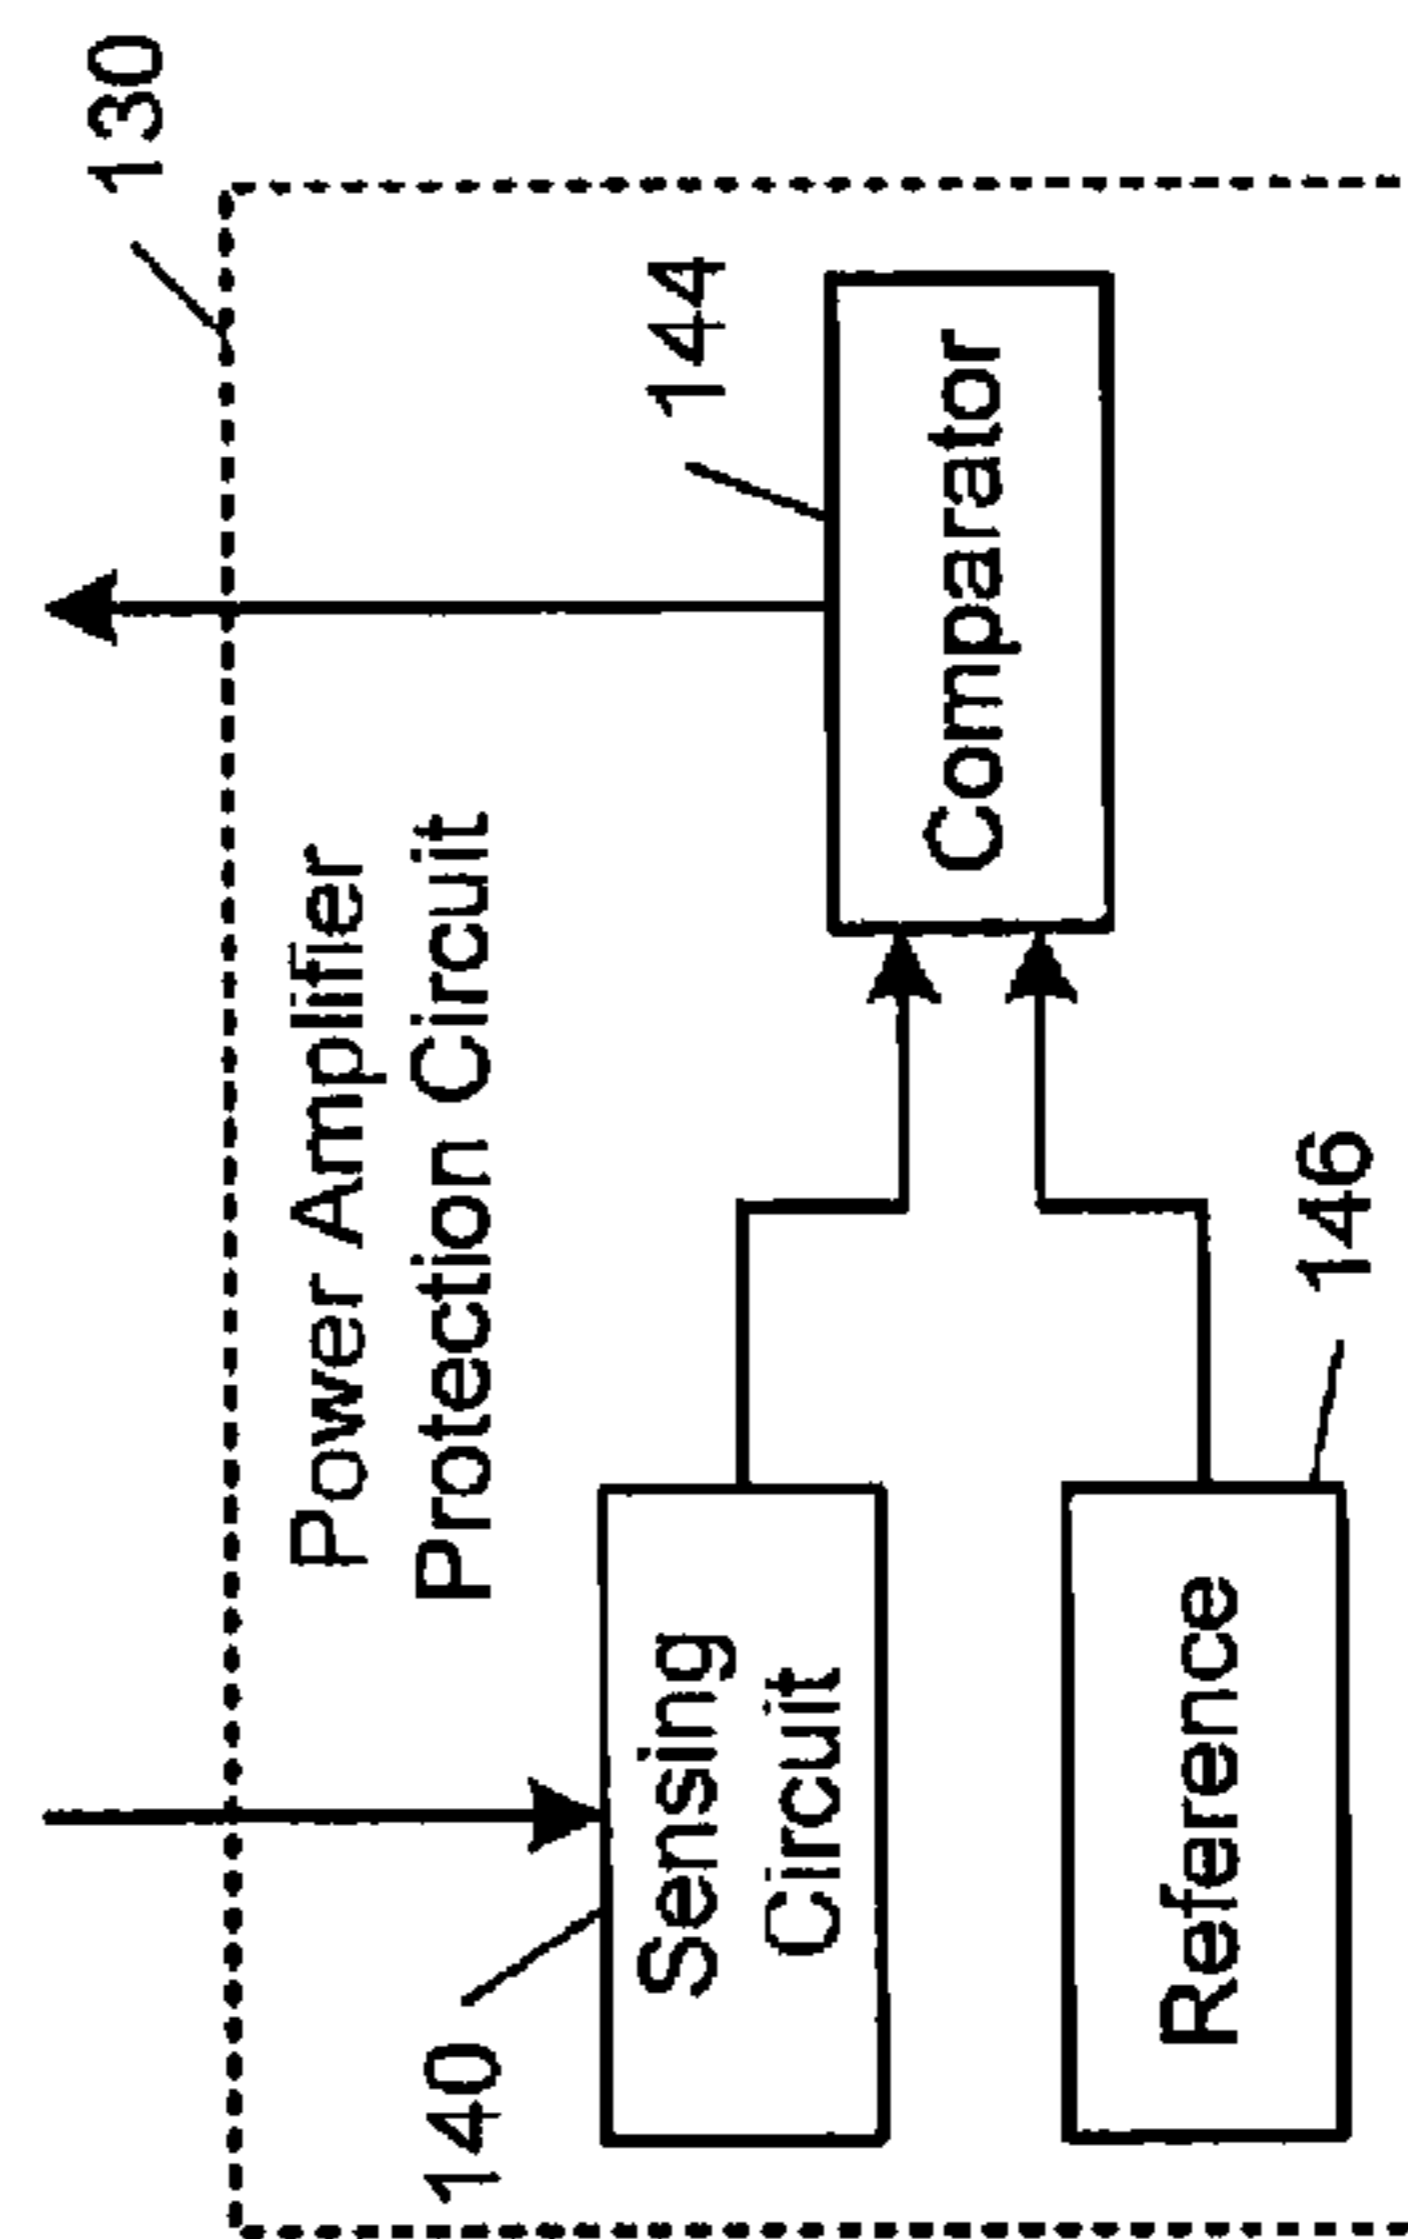 130
Power Amplifier
Protection Circuit
140
144
Sensing
Circuit
Comparator
Reference
146